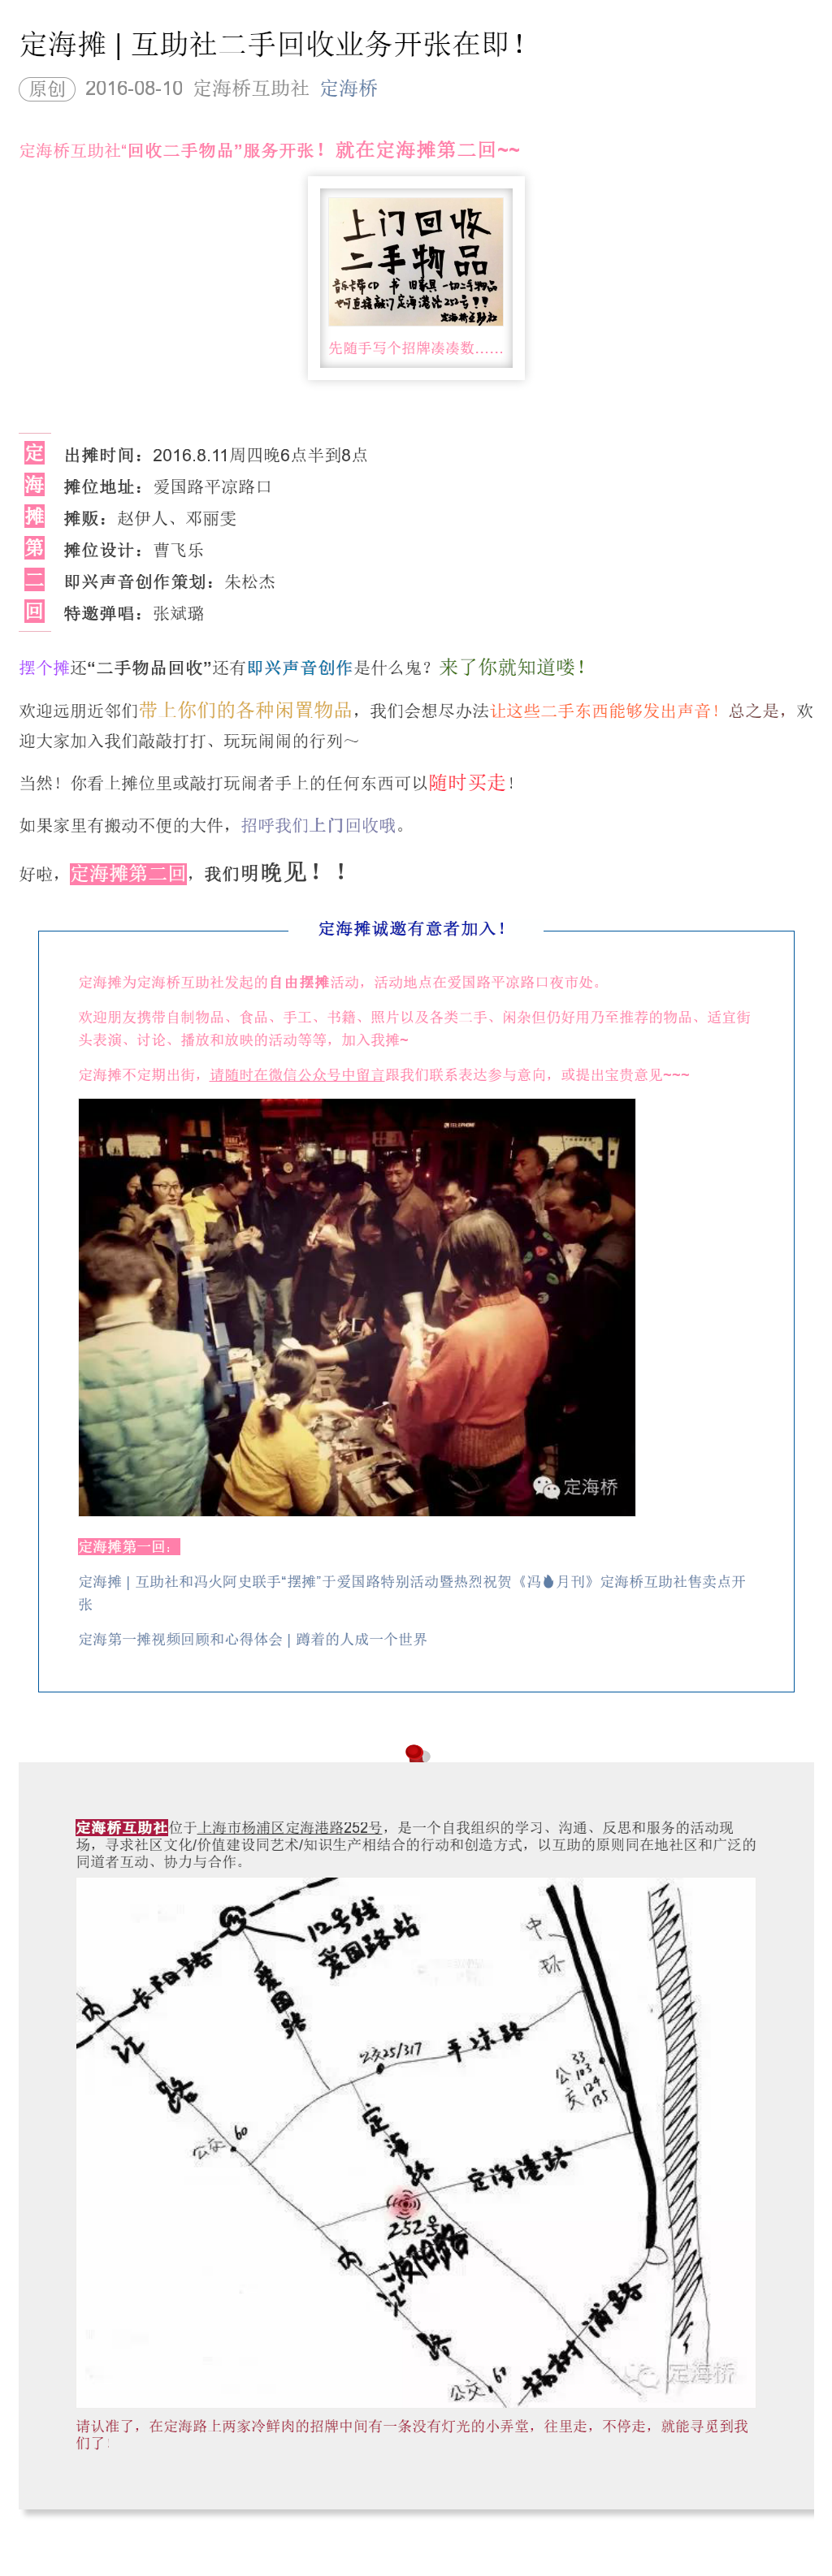 定海摊 | 互助社二手回收业务开张在即！
原创 2016-08-10 定海桥互助社 定海桥
定海桥互助社“回收二手物品”服务开张！就在定海摊第二回~~
上门回收
二手物品
音乐卡带CD 书 旧家具 一切二手物品
也可直接敲门定海港路252号!!!
定海桥互助社
先随手写个招牌凑凑数……
定海摊第二回
出摊时间：2016.8.11周四晚6点半到8点
摊位地址：爱国路平凉路口
摊贩：赵伊人、邓丽雯
摊位设计：曹飞乐
即兴声音创作策划：朱松杰
特邀弹唱：张斌璐
摆个摊还“二手物品回收”还有即兴声音创作是什么鬼？来了你就知道喽！
欢迎远朋近邻们带上你们的各种闲置物品，我们会想尽办法让这些二手东西能够发出声音！总之是，欢
迎大家加入我们敲敲打打、玩玩闹闹的行列～
当然！你看上摊位里或敲打玩闹者手上的任何东西可以随时买走！
如果家里有搬动不便的大件，招呼我们上门回收哦。
好啦，定海摊第二回，我们明晚见！！
定海摊诚邀有意者加入！
定海摊为定海桥互助社发起的自由摆摊活动，活动地点在爱国路平凉路口夜市处。
欢迎朋友携带自制物品、食品、手工、书籍、照片以及各类二手、闲杂但仍好用乃至推荐的物品、适宜街
头表演、讨论、播放和放映的活动等等，加入我摊~
定海摊不定期出街，请随时在微信公众号中留言跟我们联系表达参与意向，或提出宝贵意见~~~
TELEPHONE
定海桥
定海摊第一回：
定海摊 | 互助社和冯火阿史联手“摆摊”于爱国路特别活动暨热烈祝贺《冯月刊》定海桥互助社售卖点开
张
定海第一摊视频回顾和心得体会 | 蹲着的人成一个世界
定海桥互助社位于上海市杨浦区定海港路252号，是一个自我组织的学习、沟通、反思和服务的活动现
场，寻求社区文化/价值建设同艺术/知识生产相结合的行动和创造方式，以互助的原则同在地社区和广泛的
同道者互动、协力与合作。
12号线
爱国路站
长阳路
爱国路
中环
内江路
公交25/317
平凉路
公交 33 103 124 135
公交 60
定海路
定海港路
252号
波阳路
内江路
杨树浦路
公交 60
定海桥
请认准了，在定海路上两家冷鲜肉的招牌中间有一条没有灯光的小弄堂，往里走，不停走，就能寻觅到我
们了！